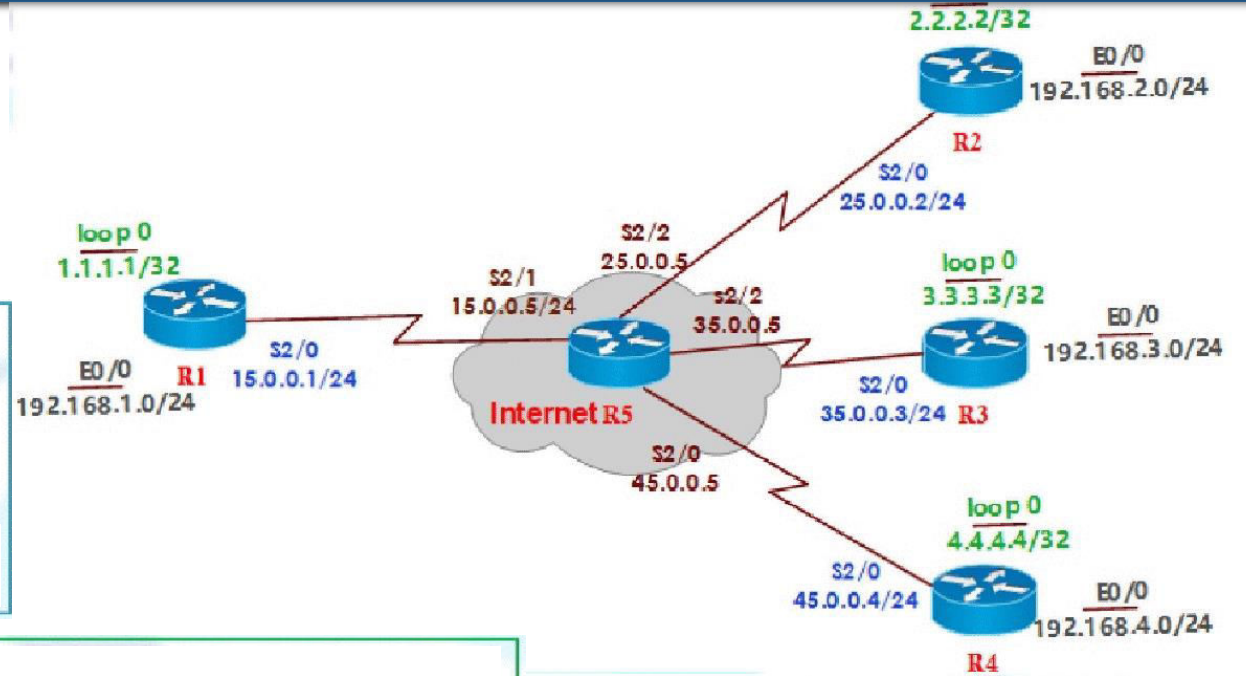 2.2.2.2/32
E0/0
192.168.2.0/24
R2
S2/0
25.0.0.2/24
loop 0
1.1.1.1/32
S2/2
25.0.0.5
S2/1
15.0.0.5/24
s2/2
35.0.0.5
loop 0
3.3.3.3/32
E0/0
192.168.3.0/24
E0/0
192.168.1.0/24
R1
S2/0
15.0.0.1/24
S2/0
35.0.0.3/24
R3
Internet R5
S2/0
45.0.0.5
loop 0
4.4.4.4/32
S2/0
45.0.0.4/24
E0/0
192.168.4.0/24
R4